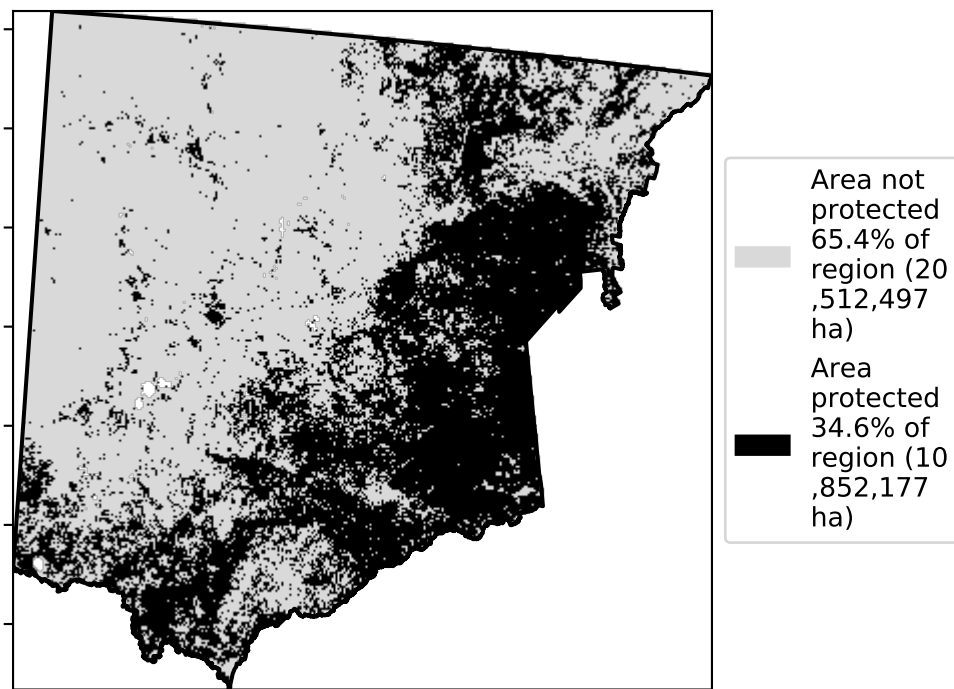 Area not
protected
65.4% of
region (20
,512,497
ha)
Area
protected
34.6% of
region (10
,852,177
ha)